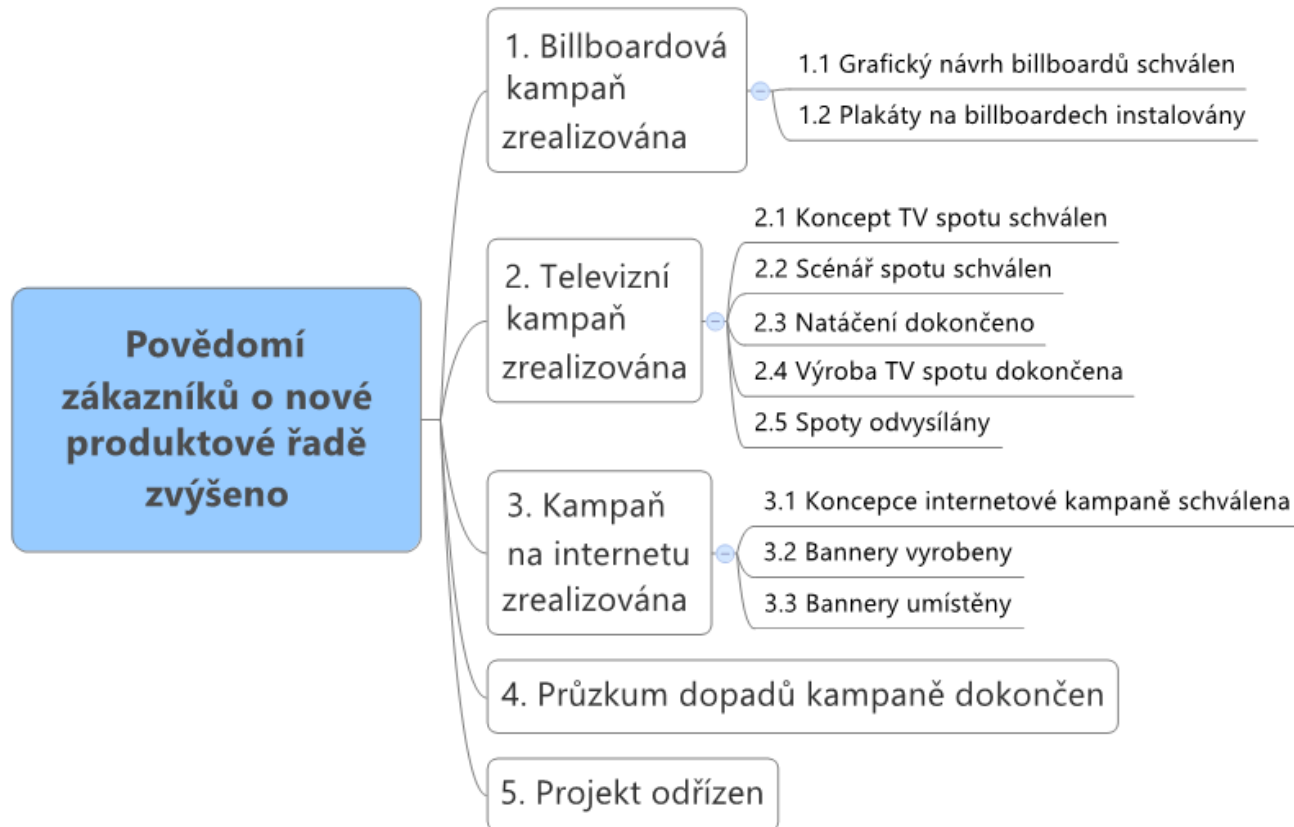 Povědomí
zákazníků o nové
produktové řadě
zvýšeno
1. Billboardová
kampaň
zrealizována
1.1 Grafický návrh billboardů schválen
1.2 Plakáty na billboardech instalovány
2. Televizní
kampaň
zrealizována
2.1 Koncept TV spotu schválen
2.2 Scénář spotu schválen
2.3 Natáčení dokončeno
2.4 Výroba TV spotu dokončena
2.5 Spoty odvysílány
3. Kampaň
na internetu
zrealizována
3.1 Koncepce internetové kampaně schválena
3.2 Bannery vyrobeny
3.3 Bannery umístěny
4. Průzkum dopadů kampaně dokončen
5. Projekt odřízen